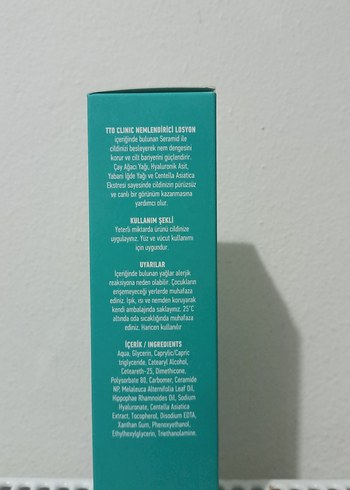 TTO CLINIC NEMLENDİRİCİ LOSYON
içeriğinde bulunan Seramid ile
cildinizi besleyerek nem dengesini
korur ve cilt bariyerini güçlendirir.
Çay Ağacı Yağı, Hyaluronik Asit,
Yabani İğde Yağı ve Centella Asiatica
Ekstresi sayesinde cildinizin pürüzsüz
ve canlı bir görünüm kazanmasına
yardımcı olur.
KULLANIM ŞEKLİ
Yeterli miktarda ürünü cildinize
uygulayınız. Yüz ve vücut kullanımı
için uygundur.
UYARILAR
İçeriğinde bulunan yağlar alerjik
reaksiyona neden olabilir. Çocukların
erişemeyeceği yerlerde muhafaza
ediniz. Işık, ısı ve nemden koruyarak
kendi ambalajında saklayınız. 25°C
altında oda sıcaklığında muhafaza
ediniz. Haricen kullanılır
İÇERİK / INGREDIENTS
Aqua, Glycerin, Caprylic/Capric
triglyceride, Cetearyl Alcohol,
Ceteareth-25, Dimethicone,
Polysorbate 80, Carbomer, Ceramide
NP, Melaleuca Alternifolia Leaf Oil,
Hippophae Rhamnoides Oil, Sodium
Hyaluronate, Centella Asiatica
Extract, Tocopherol, Disodium EDTA,
Xanthan Gum, Phenoxyethanol,
Ethylhexylglycerin, Triethanolamine.